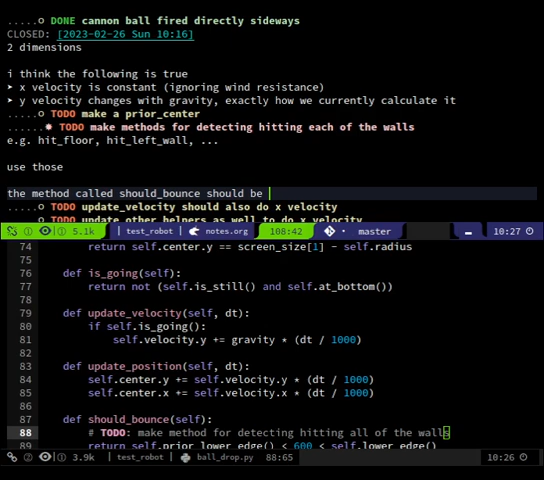 .....o DONE cannon ball fired directly sideways
CLOSED: [2023-02-26 Sun 10:16]
2 dimensions
i think the following is true
➤ x velocity is constant (ignoring wind resistance)
➤ y velocity changes with gravity, exactly how we currently calculate it
.....o TODO make a prior_center
......✸ TODO make methods for detecting hitting each of the walls
e.g. hit_floor, hit_left_wall, ...
use those
the method called should_bounce should be
.....o TODO update_velocity should also do x velocity
.....o TODO update other helpers as well to do x velocity
① 5.1k | test_robot | notes.org 108:42 master 10:27
74 return self.center.y == screen_size[1] - self.radius
75
76 def is_going(self):
77 return not (self.is_still() and self.at_bottom())
78
79 def update_velocity(self, dt):
80 if self.is_going():
81 self.velocity.y += gravity * (dt / 1000)
82
83 def update_position(self, dt):
84 self.center.y += self.velocity.y * (dt / 1000)
85 self.center.x += self.velocity.x * (dt / 1000)
86
87 def should_bounce(self):
88 # TODO: make method for detecting hitting all of the walls
89 return self.prior_lower_edge() < 600 < self.lower_edge()
② ① 3.9k | test_robot | ball_drop.py 88:65 10:26